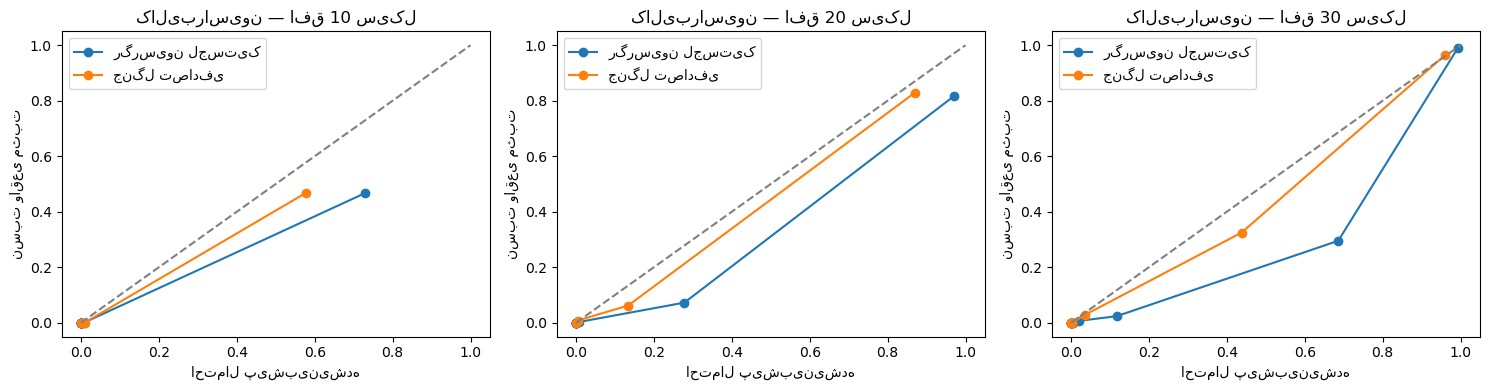 کالیبراسیون — افق 10 سیکل
رگرسیون لجستیک
جنگل تصادفی
نسبت واقعی مثبت
1.0
0.8
0.6
0.4
0.2
0.0
0.0 0.2 0.4 0.6 0.8 1.0
احتمال پیش‌بینی‌شده
کالیبراسیون — افق 20 سیکل
رگرسیون لجستیک
جنگل تصادفی
نسبت واقعی مثبت
1.0
0.8
0.6
0.4
0.2
0.0
0.0 0.2 0.4 0.6 0.8 1.0
احتمال پیش‌بینی‌شده
کالیبراسیون — افق 30 سیکل
رگرسیون لجستیک
جنگل تصادفی
نسبت واقعی مثبت
1.0
0.8
0.6
0.4
0.2
0.0
0.0 0.2 0.4 0.6 0.8 1.0
احتمال پیش‌بینی‌شده